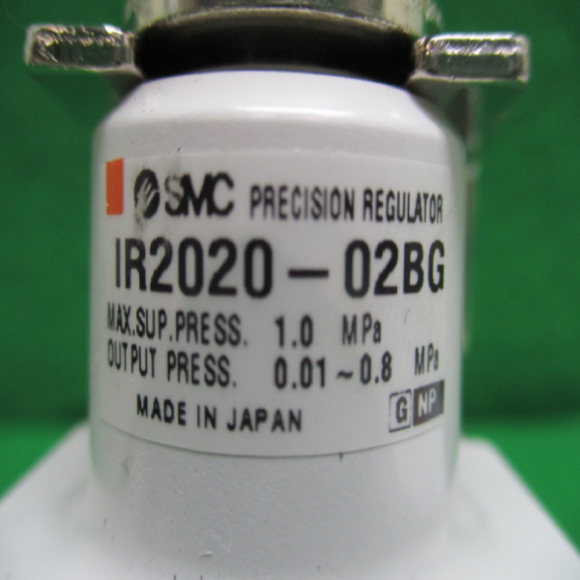 SMC PRECISION REGULATOR
IR2020-02BG
MAX.SUP.PRESS. 1.0 MPa
OUTPUT PRESS. 0.01~0.8 MPa
MADE IN JAPAN G NP